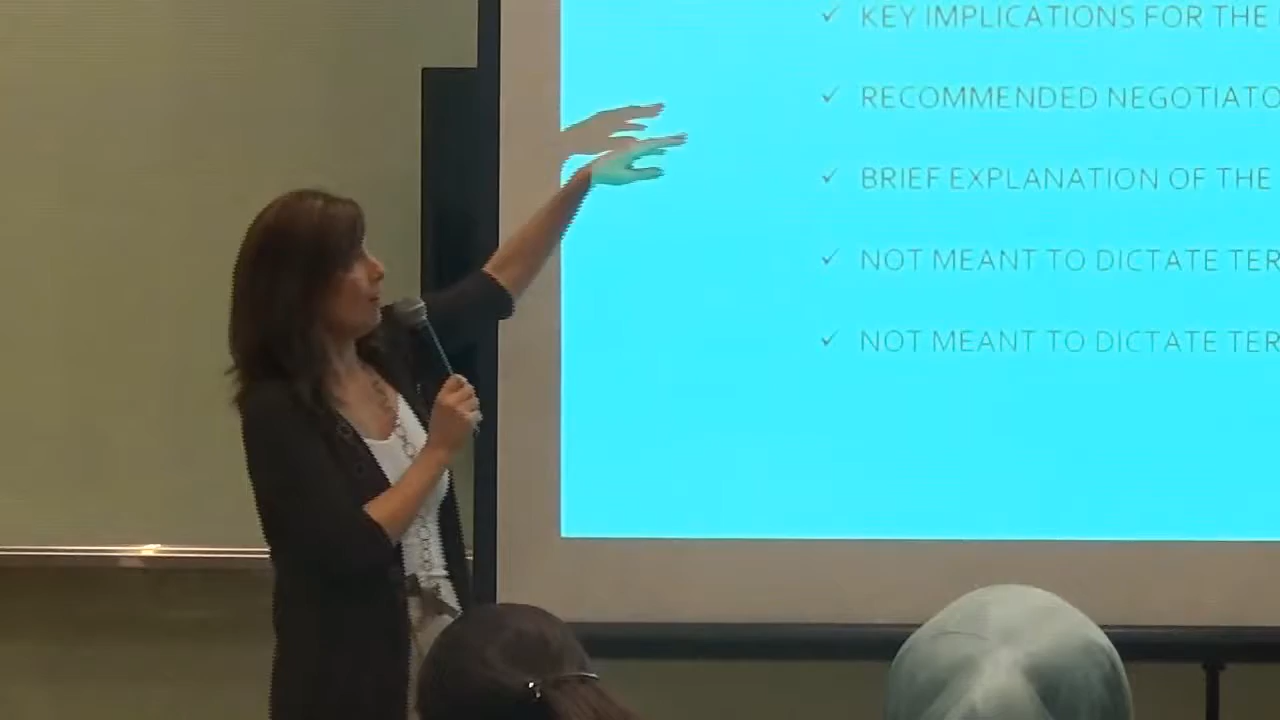 ✓ KEY IMPLICATIONS FOR THE
✓ RECOMMENDED NEGOTIATO
✓ BRIEF EXPLANATION OF THE
✓ NOT MEANT TO DICTATE TER
✓ NOT MEANT TO DICTATE TER